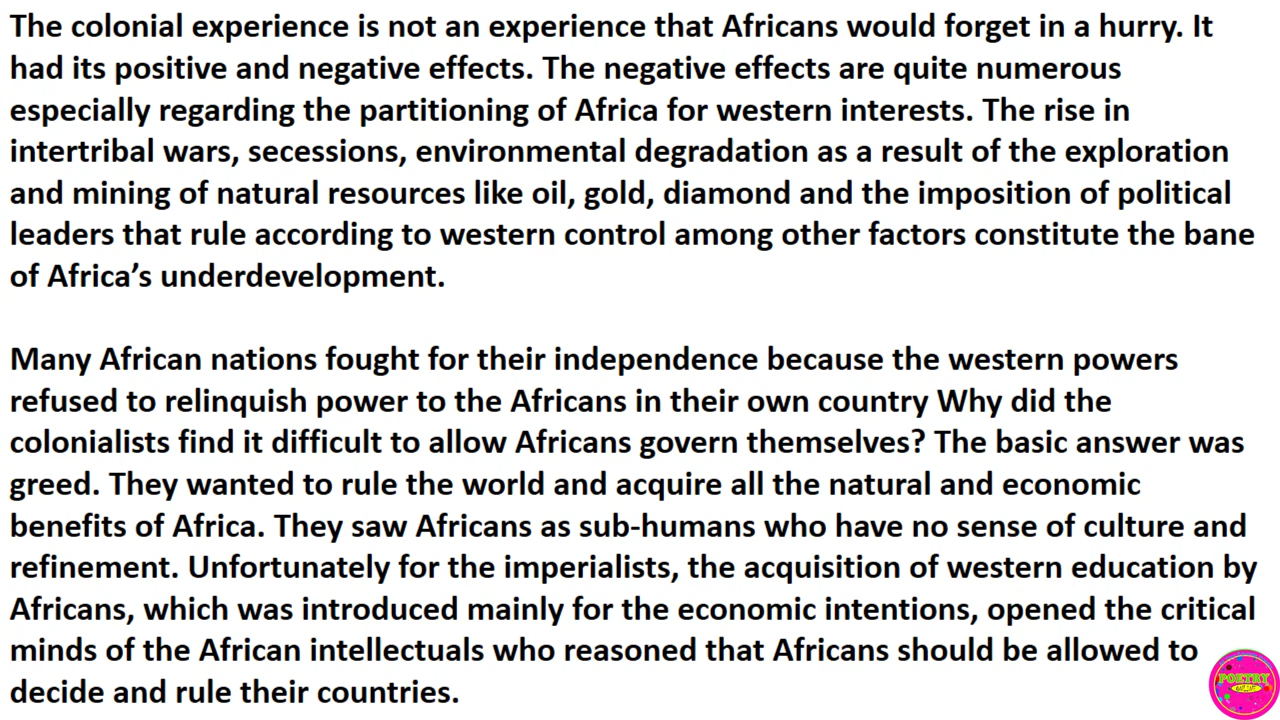 The colonial experience is not an experience that Africans would forget in a hurry. It
had its positive and negative effects. The negative effects are quite numerous
especially regarding the partitioning of Africa for western interests. The rise in
intertribal wars, secessions, environmental degradation as a result of the exploration
and mining of natural resources like oil, gold, diamond and the imposition of political
leaders that rule according to western control among other factors constitute the bane
of Africa’s underdevelopment.
Many African nations fought for their independence because the western powers
refused to relinquish power to the Africans in their own country Why did the
colonialists find it difficult to allow Africans govern themselves? The basic answer was
greed. They wanted to rule the world and acquire all the natural and economic
benefits of Africa. They saw Africans as sub-humans who have no sense of culture and
refinement. Unfortunately for the imperialists, the acquisition of western education by
Africans, which was introduced mainly for the economic intentions, opened the critical
minds of the African intellectuals who reasoned that Africans should be allowed to
decide and rule their countries.
POETRY